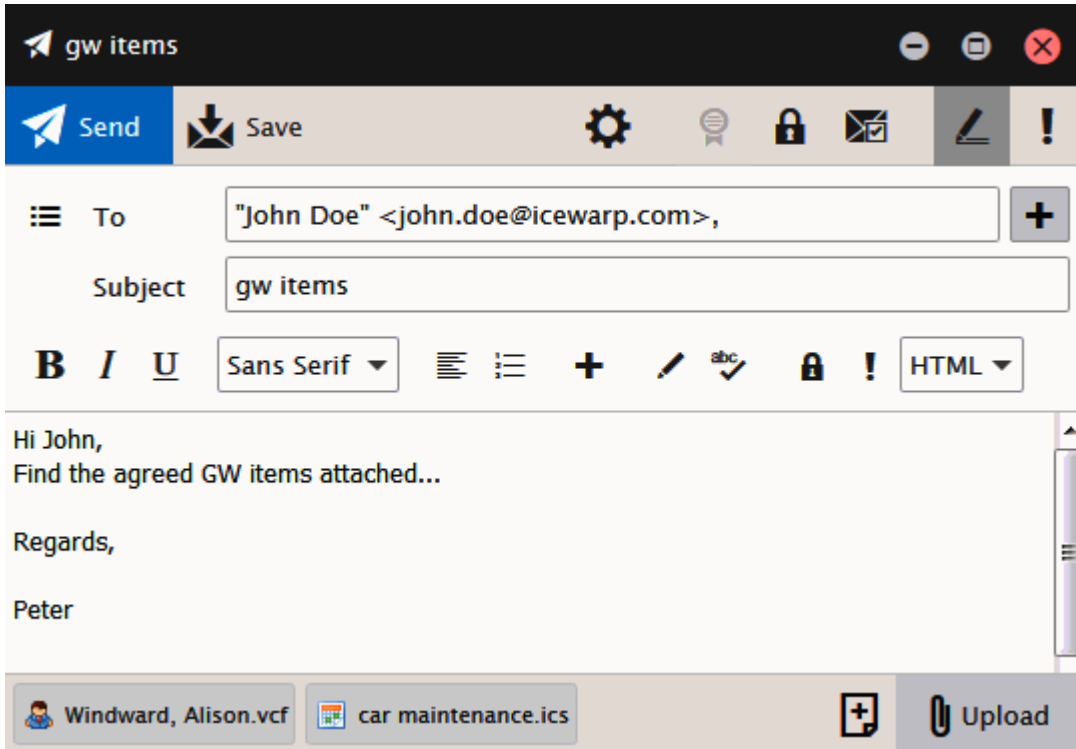 gw items
Send
Save
To
"John Doe" <john.doe@icewarp.com>,
Subject
gw items
B I U Sans Serif abc HTML
Hi John,
Find the agreed GW items attached...
Regards,
Peter
Windward, Alison.vcf car maintenance.ics Upload